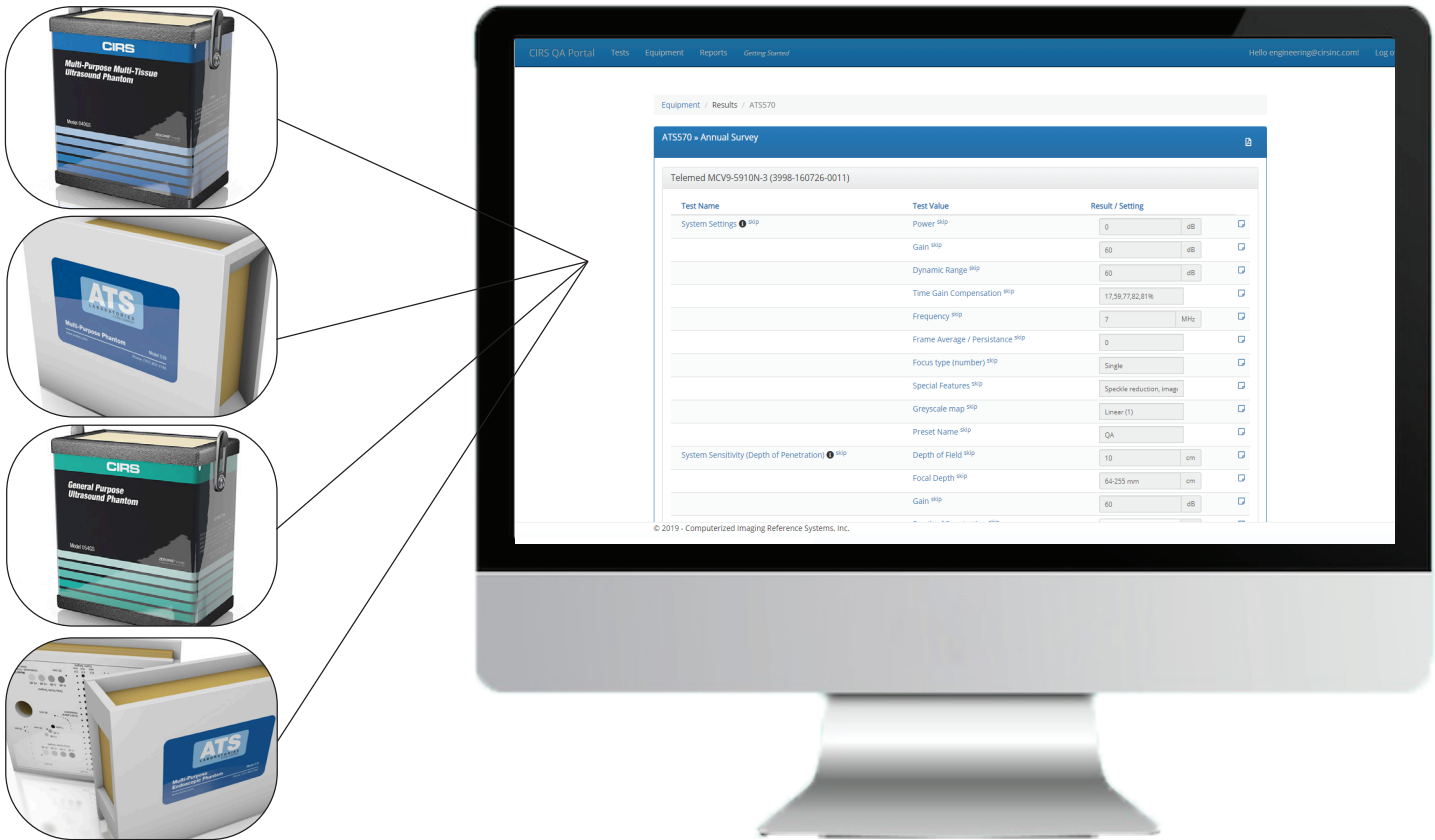 CIRS
Multi-Purpose Multi-Tissue
Ultrasound Phantom
Model 040GS
ATS
LABORATORIES
Multi-Purpose Phantom
CIRS
General Purpose
Ultrasound Phantom
Model 054GS
ATS
LABORATORIES
Multi-Purpose
Endoscopic Phantom
CIRS QA Portal Tests Equipment Reports Getting Started Hello engineering@cirsinc.com! Log o
Equipment / Results / ATS570
ATS570 » Annual Survey
Telemed MCV9-5910N-3 (3998-160726-0011)
Test Name Test Value Result / Setting
System Settings skip Power skip 0 dB
Gain skip 60 dB
Dynamic Range skip 60 dB
Time Gain Compensation skip 17,59,77,82,81%
Frequency skip 7 MHz
Frame Average / Persistance skip 0
Focus type (number) skip Single
Special Features skip Speckle reduction, image
Greyscale map skip Linear (1)
Preset Name skip QA
System Sensitivity (Depth of Penetration) skip Depth of Field skip 10 cm
Focal Depth skip 64-255 mm cm
Gain skip 60 dB
© 2019 - Computerized Imaging Reference Systems, Inc.